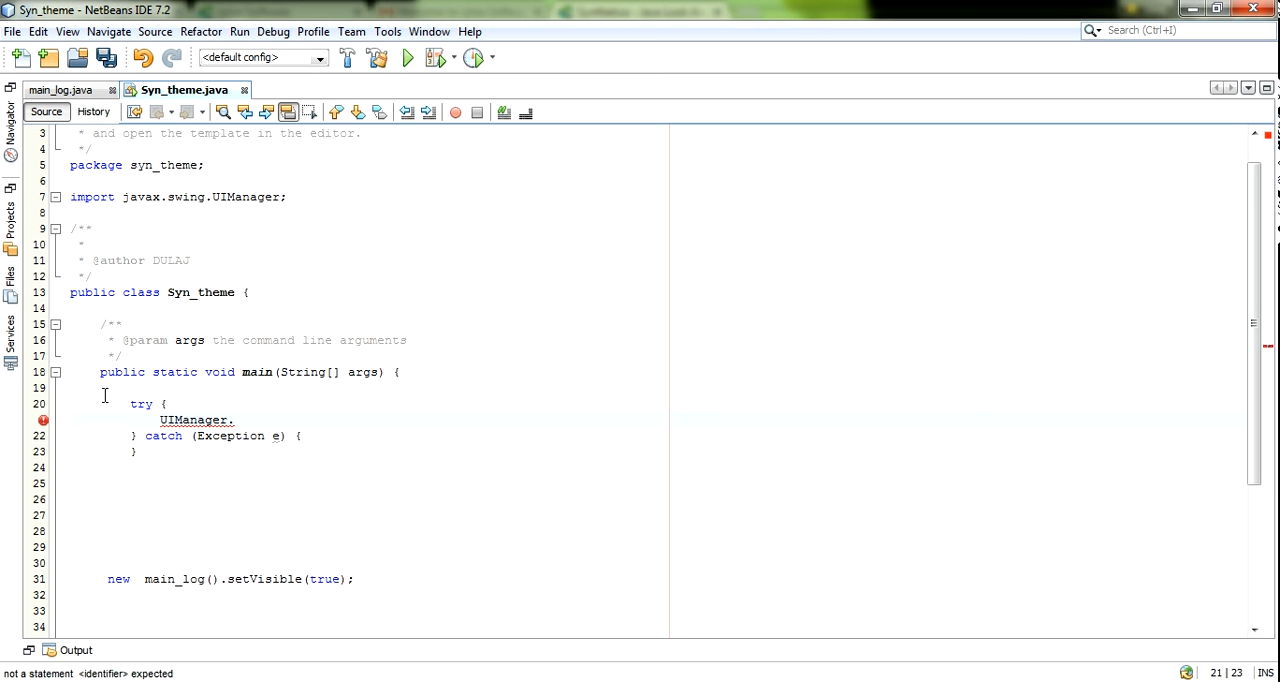 Syn_theme - NetBeans IDE 7.2
File Edit View Navigate Source Refactor Run Debug Profile Team Tools Window Help
Search (Ctrl+I)
<default config>
main_log.java
Syn_theme.java
Source History
Navigator
Projects
Files
Services
3 * and open the template in the editor.
4 */
5 package syn_theme;
6
7 import javax.swing.UIManager;
8
9 /**
10 *
11 * @author DULAJ
12 */
13 public class Syn_theme {
14
15 /**
16 * @param args the command line arguments
17 */
18 public static void main(String[] args) {
19
20 try {
UIManager.
22 } catch (Exception e) {
23 }
24
25
26
27
28
29
30
31 new main_log().setVisible(true);
32
33
34
Output
not a statement <identifier> expected
21 | 23 INS